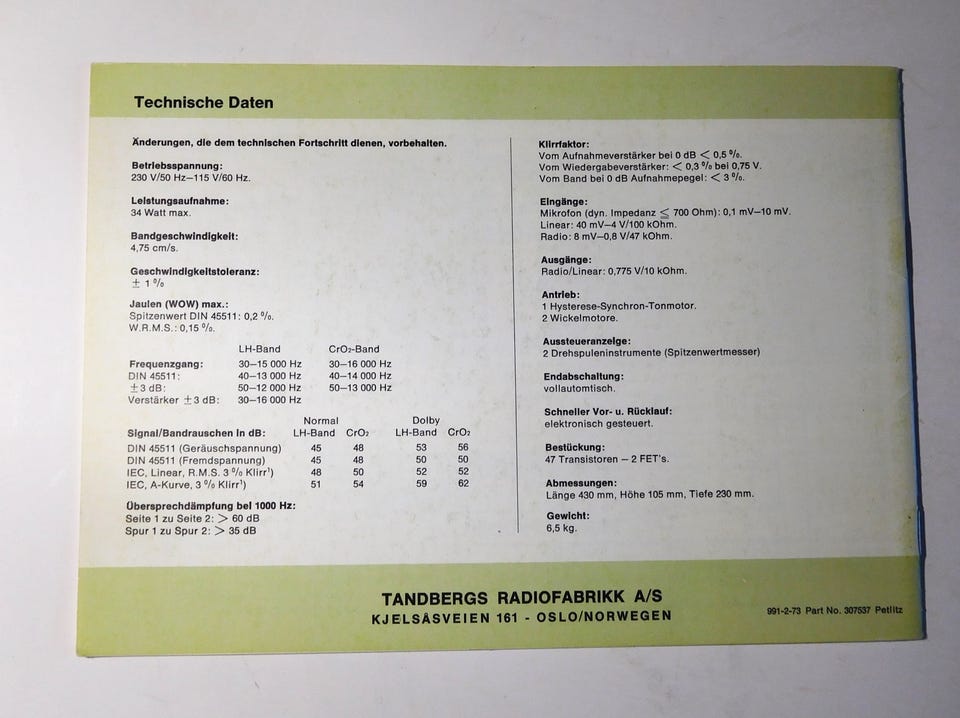 Technische Daten
Änderungen, die dem technischen Fortschritt dienen, vorbehalten.
Betriebsspannung:
230 V/50 Hz—115 V/60 Hz.
Leistungsaufnahme:
34 Watt max.
Bandgeschwindigkeit:
4,75 cm/s.
Geschwindigkeitstoleranz:
± 1 %
Jaulen (WOW) max.:
Spitzenwert DIN 45511: 0,2 %.
W.R.M.S.: 0,15 %.
LH-Band CrO2-Band
Frequenzgang: 30—15 000 Hz 30—16 000 Hz
DIN 45511: 40—13 000 Hz 40—14 000 Hz
±3 dB: 50—12 000 Hz 50—13 000 Hz
Verstärker ±3 dB: 30—16 000 Hz
Normal Dolby
Signal/Bandrauschen in dB: LH-Band CrO2 LH-Band CrO2
DIN 45511 (Geräuschspannung) 45 48 53 56
DIN 45511 (Fremdspannung) 45 48 50 50
IEC, Linear, R.M.S. 3 % Klirr¹) 48 50 52 52
IEC, A-Kurve, 3 % Klirr¹) 51 54 59 62
Übersprechdämpfung bei 1000 Hz:
Seite 1 zu Seite 2: > 60 dB
Spur 1 zu Spur 2: > 35 dB
Klirrfaktor:
Vom Aufnahmeverstärker bei 0 dB < 0,5 %.
Vom Wiedergabeverstärker: < 0,3 % bei 0,75 V.
Vom Band bei 0 dB Aufnahmepegel: < 3 %.
Eingänge:
Mikrofon (dyn. Impedanz ≦ 700 Ohm): 0,1 mV—10 mV.
Linear: 40 mV—4 V/100 kOhm.
Radio: 8 mV—0,8 V/47 kOhm.
Ausgänge:
Radio/Linear: 0,775 V/10 kOhm.
Antrieb:
1 Hysterese-Synchron-Tonmotor.
2 Wickelmotore.
Aussteueranzeige:
2 Drehspuleninstrumente (Spitzenwertmesser)
Endabschaltung:
vollautomtisch.
Schneller Vor- u. Rücklauf:
elektronisch gesteuert.
Bestückung:
47 Transistoren — 2 FET's.
Abmessungen:
Länge 430 mm, Höhe 105 mm, Tiefe 230 mm.
Gewicht:
6,5 kg.
TANDBERGS RADIOFABRIKK A/S
KJELSÅSVEIEN 161 - OSLO/NORWEGEN
991-2-73 Part No. 307537 Petlitz